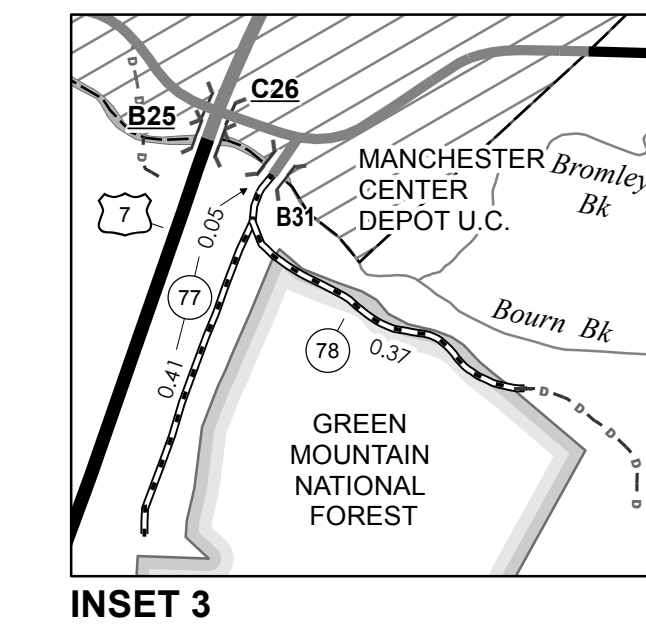 C26
B25
MANCHESTER
CENTER
DEPOT U.C.
Bromley
Bk
B31
7
0.05
77
0.41
Bourn Bk
78
0.37
GREEN
MOUNTAIN
NATIONAL
FOREST
D
D
D
D
D
D
D
INSET 3